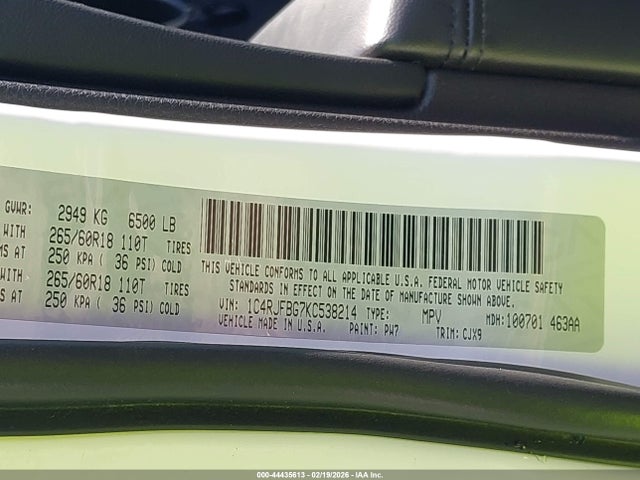 GVWR: 2949 KG 6500 LB
WITH 265/60R18 110T TIRES
MS AT 250 KPA ( 36 PSI) COLD
WITH 265/60R18 110T TIRES
MS AT 250 KPA ( 36 PSI) COLD
THIS VEHICLE CONFORMS TO ALL APPLICABLE U.S.A. FEDERAL MOTOR VEHICLE SAFETY
STANDARDS IN EFFECT ON THE DATE OF MANUFACTURE SHOWN ABOVE.
VIN: 1C4RJFBG7KC538214 TYPE: MPV MDH:100701 463AA
VEHICLE MADE IN U.S.A. PAINT: PW7 TRIM: CJX9
000-44435613 - 02/19/2026 - IAA Inc.